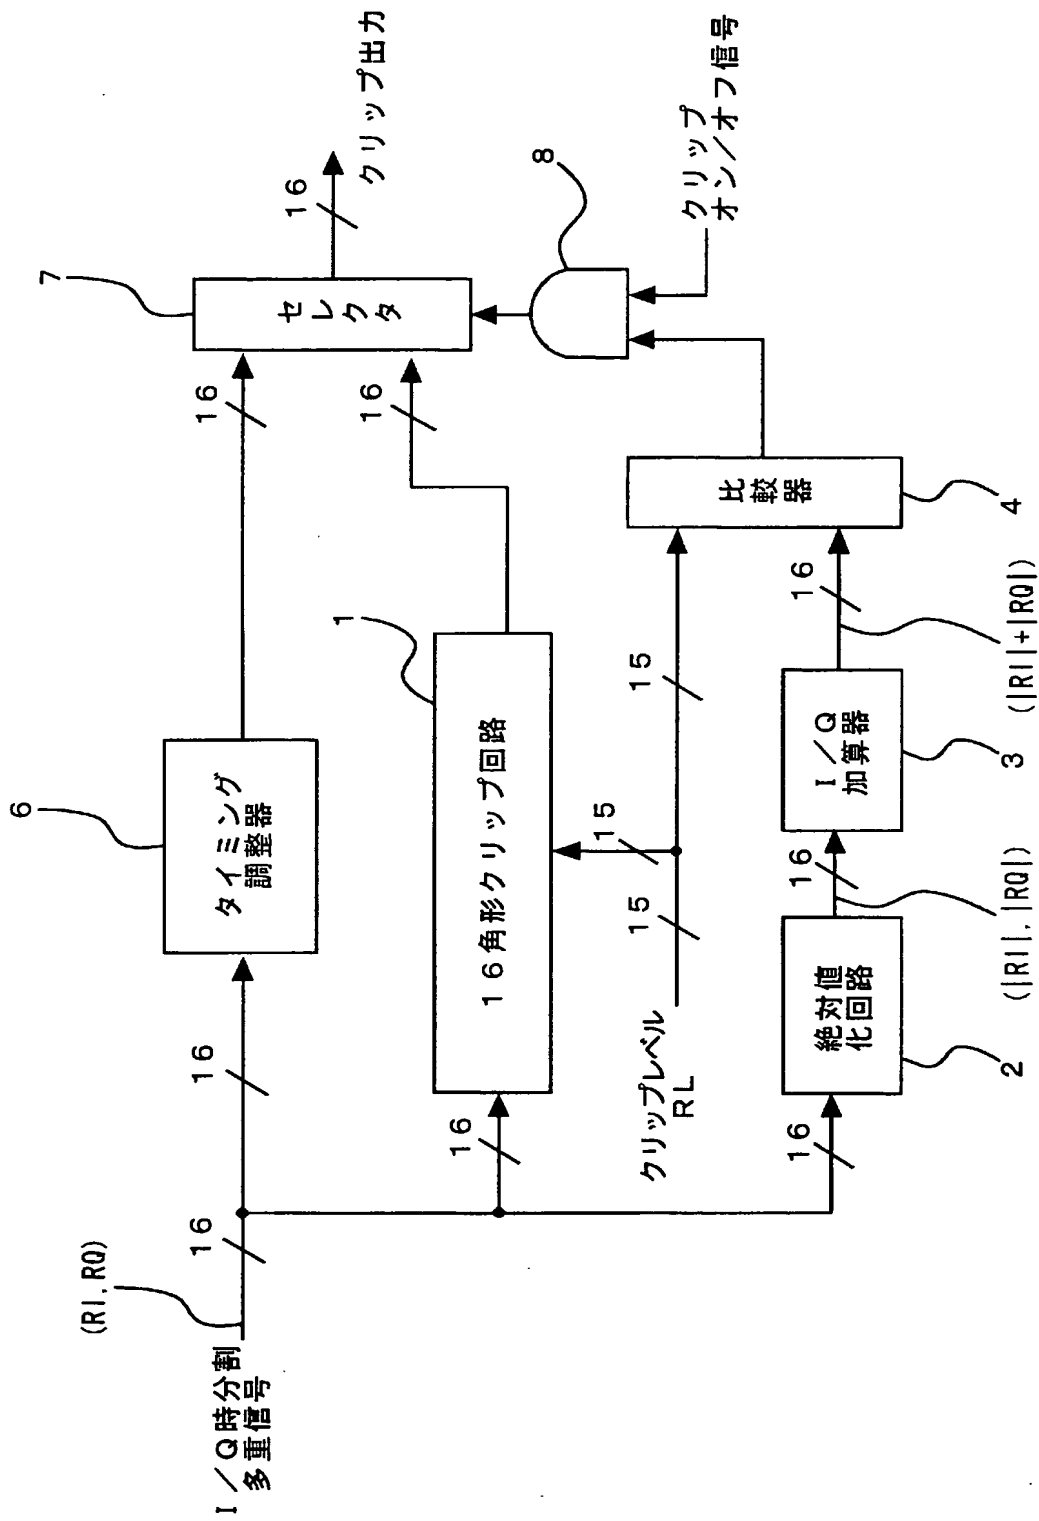 I／Q時分割
多重信号
(RI,RQ)
16
16
6
タイミング
調整器
16
7
セレクタ
16
クリップ出力
16
1
16角形クリップ回路
16
8
クリップ
オン／オフ信号
クリップレベル
RL
15
15
15
比較器
4
16
絶対値
化回路
2
16
(|RI|,|RQ|)
I／Q
加算器
3
16
(|RI|+|RQ|)